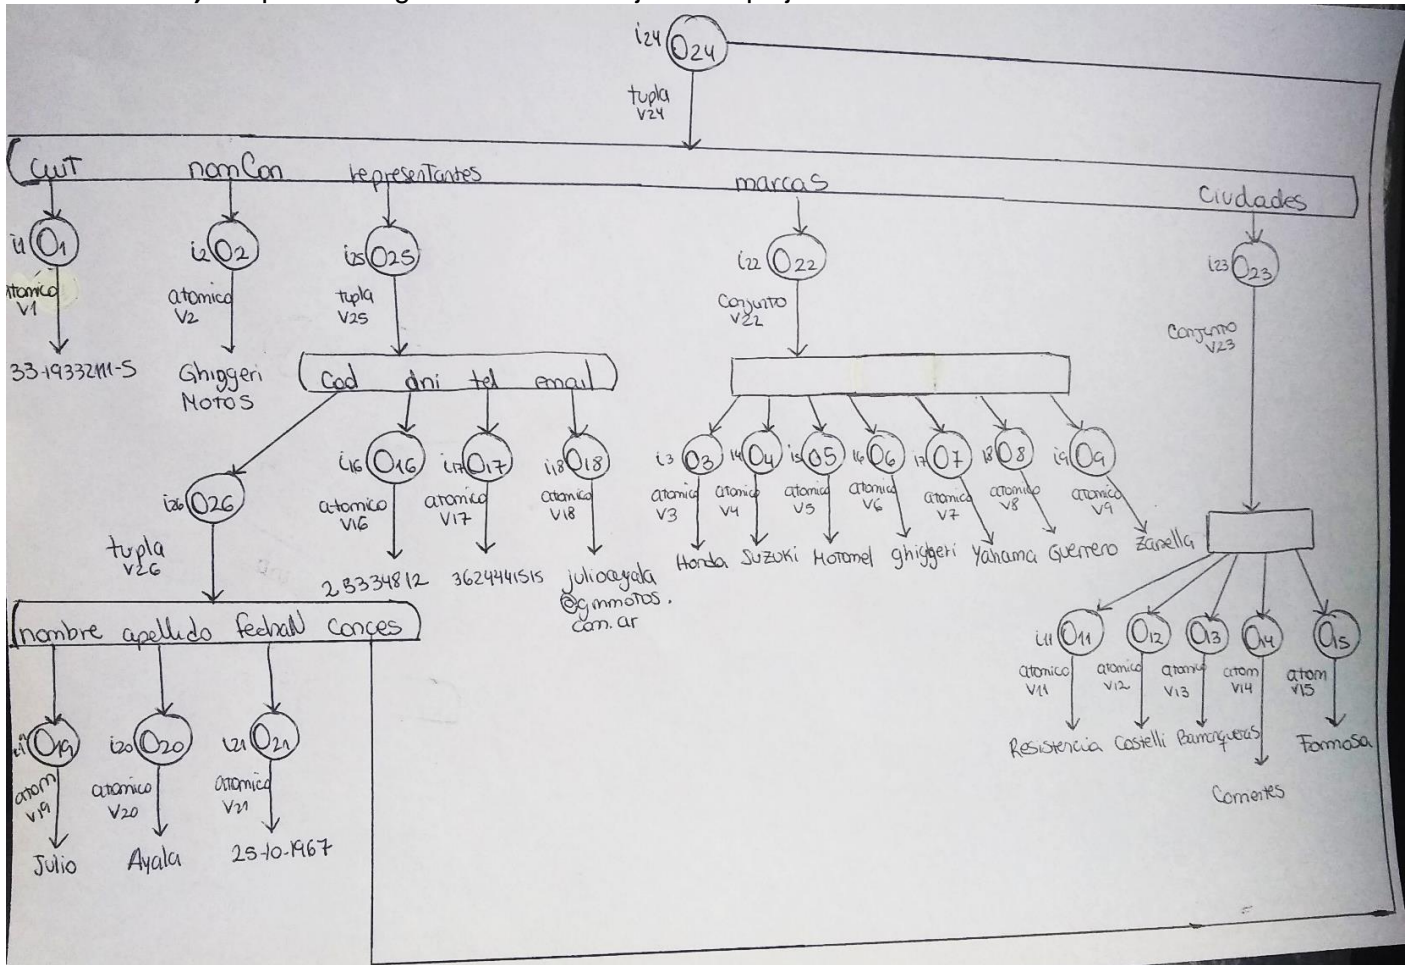 i24 O24
tupla
V24
CUIT nomCon representantes marcas Ciudades
i1 O1 i2 O2 i25 O25 i22 O22 i23 O23
atomico
V1
atomico
V2
tupla
V25
Conjunto
V22
Conjunto
V23
Ghiggeri
Motos
Cod dni tel email
i26 O26 i16 O16 i17 O17 i18 O18 i3 O3 i4 O4 i5 O5 i6 O6 i7 O7 i8 O8 i9 O9
tupla
V26
atomico
V16
atomico
V17
atomico
V18
atomico
V3
atomico
V4
atomico
V5
atomico
V6
atomico
V7
atomico
V8
atomico
V9
3624441515
julioayala
@gmmotos.
com.ar
Honda Suzuki Motomel ghiggeri Yahama Guerrero Zanella
nombre apellido fechaN Conces
i11 O11 O12 O13 O14 O15
atomico
V11
atomico
V12
atomic
V13
atom
V14
atom
V15
Resistencia Castelli Barranqueras Formosa
Corrientes
O19 i20 O20 i21 O21
atom
V19
atomico
V20
atomico
V21
Julio Ayala 25-10-1967